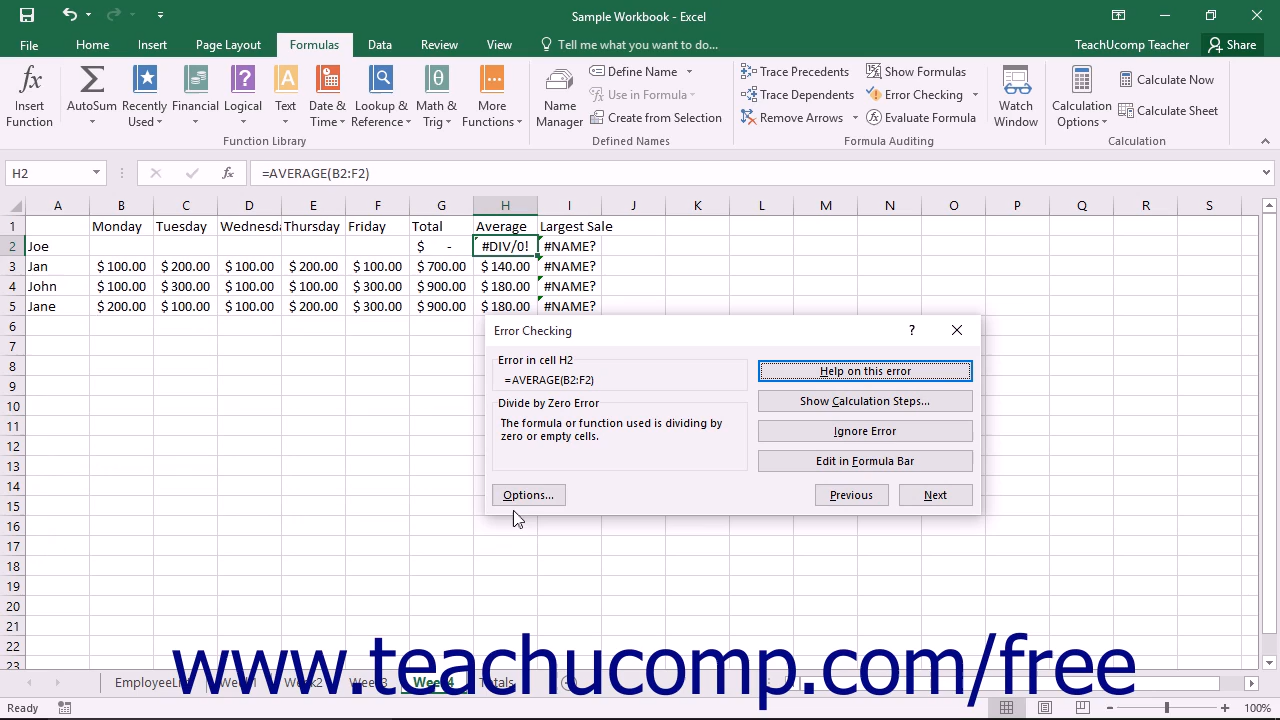 Sample Workbook - Excel
File Home Insert Page Layout Formulas Data Review View Tell me what you want to do... TeachUcomp Teacher Share
Insert Function
AutoSum
Recently Used
Financial
Logical
Text
Date & Time
Lookup & Reference
Math & Trig
More Functions
Function Library
Name Manager
Define Name
Use in Formula
Create from Selection
Defined Names
Trace Precedents
Trace Dependents
Remove Arrows
Show Formulas
Error Checking
Evaluate Formula
Formula Auditing
Watch Window
Calculation Options
Calculate Now
Calculate Sheet
Calculation
H2 fx =AVERAGE(B2:F2)
A B C D E F G H I J K L M N O P Q R S
1 Monday Tuesday Wednesda Thursday Friday Total Average Largest Sale
2 Joe $ - #DIV/0! #NAME?
3 Jan $ 100.00 $ 200.00 $ 100.00 $ 200.00 $ 100.00 $ 700.00 $ 140.00 #NAME?
4 John $ 100.00 $ 300.00 $ 100.00 $ 100.00 $ 300.00 $ 900.00 $ 180.00 #NAME?
5 Jane $ 200.00 $ 100.00 $ 100.00 $ 200.00 $ 300.00 $ 900.00 $ 180.00 #NAME?
6
7
8
9
10
11
12
13
14
15
16
17
18
19
20
21
22
23
Error Checking ?
Error in cell H2
=AVERAGE(B2:F2)
Divide by Zero Error
The formula or function used is dividing by
zero or empty cells.
Help on this error
Show Calculation Steps...
Ignore Error
Edit in Formula Bar
Options... Previous Next
www.teachucomp.com/free
Week4 Totals
Ready 100%